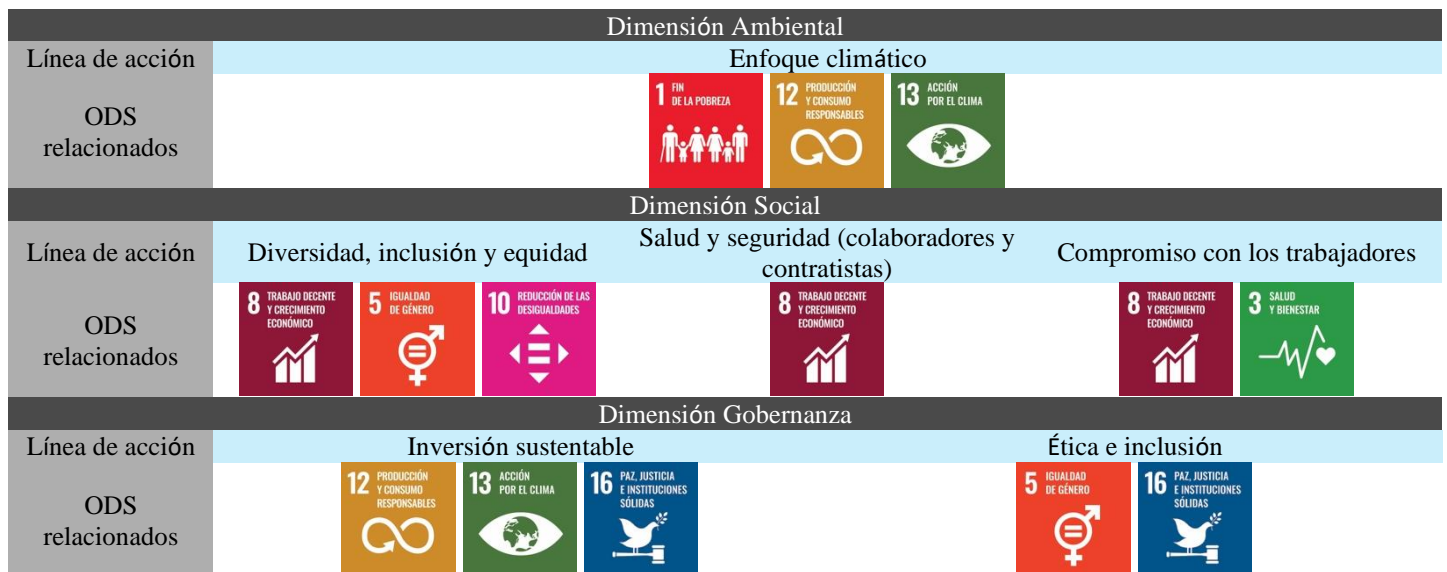 Dimensión Ambiental
Línea de acción
Enfoque climático
ODS
relacionados
1 FIN
DE LA POBREZA
12 PRODUCCIÓN
Y CONSUMO
RESPONSABLES
13 ACCIÓN
POR EL CLIMA
Dimensión Social
Línea de acción
Diversidad, inclusión y equidad
Salud y seguridad (colaboradores y
contratistas)
Compromiso con los trabajadores
ODS
relacionados
8 TRABAJO DECENTE
Y CRECIMIENTO
ECONÓMICO
5 IGUALDAD
DE GÉNERO
10 REDUCCIÓN DE LAS
DESIGUALDADES
8 TRABAJO DECENTE
Y CRECIMIENTO
ECONÓMICO
8 TRABAJO DECENTE
Y CRECIMIENTO
ECONÓMICO
3 SALUD
Y BIENESTAR
Dimensión Gobernanza
Línea de acción
Inversión sustentable
Ética e inclusión
ODS
relacionados
12 PRODUCCIÓN
Y CONSUMO
RESPONSABLES
13 ACCIÓN
POR EL CLIMA
16 PAZ, JUSTICIA
E INSTITUCIONES
SÓLIDAS
5 IGUALDAD
DE GÉNERO
16 PAZ, JUSTICIA
E INSTITUCIONES
SÓLIDAS